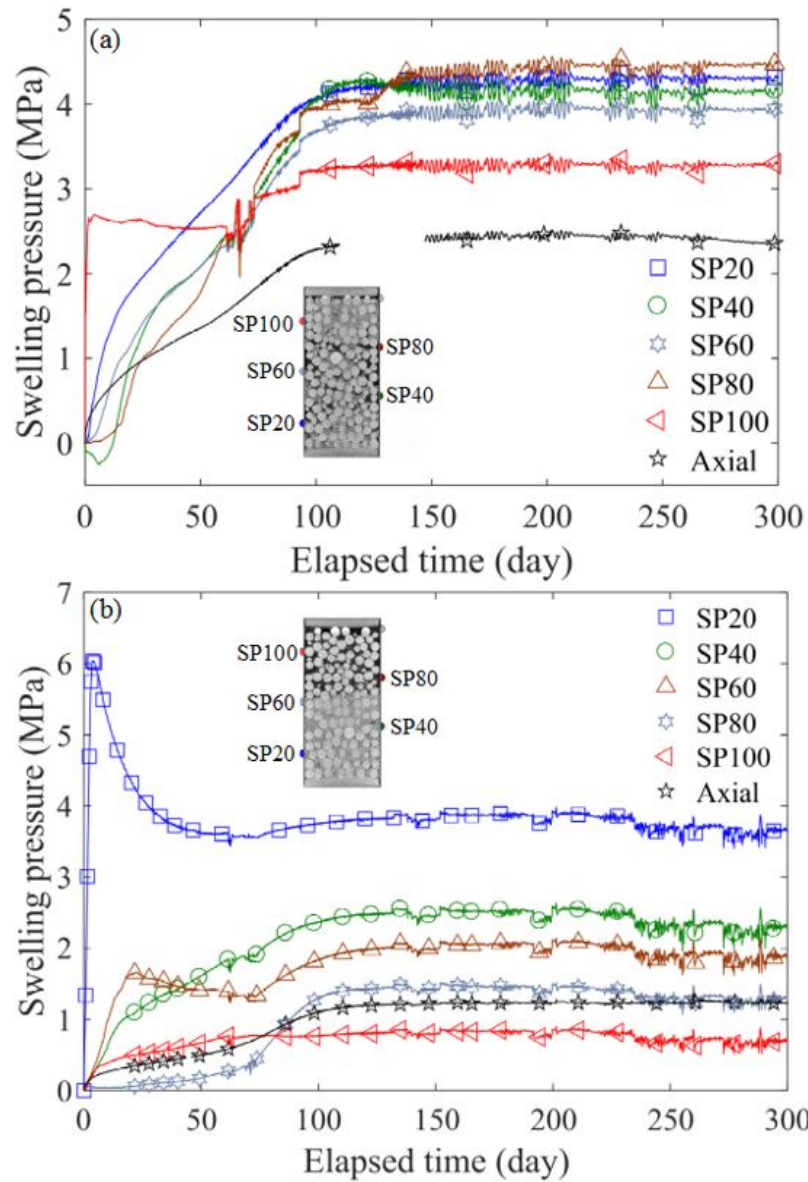 (a)
Swelling pressure (MPa)
5
4
3
2
1
0
SP100
SP60
SP20
SP80
SP40
SP20
SP40
SP60
SP80
SP100
Axial
0 50 100 150 200 250 300
Elapsed time (day)
(b)
Swelling pressure (MPa)
7
6
5
4
3
2
1
0
SP100
SP60
SP20
SP80
SP40
SP20
SP40
SP60
SP80
SP100
Axial
0 50 100 150 200 250 300
Elapsed time (day)